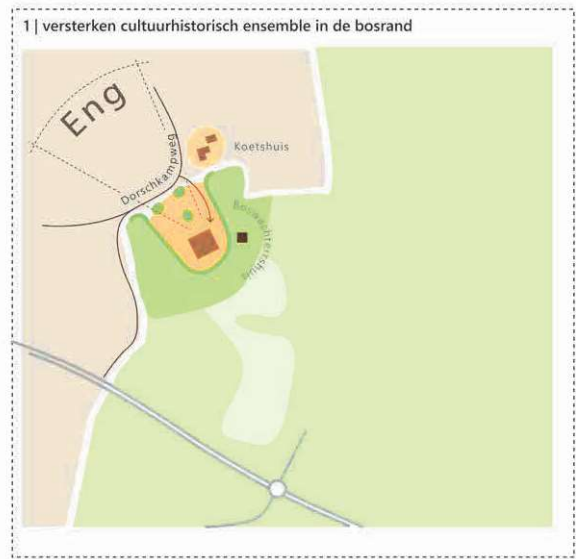 1 | versterken cultuurhistorisch ensemble in de bosrand
Eng
Koetshuis
Dorschkampweg
Boswachtershuis